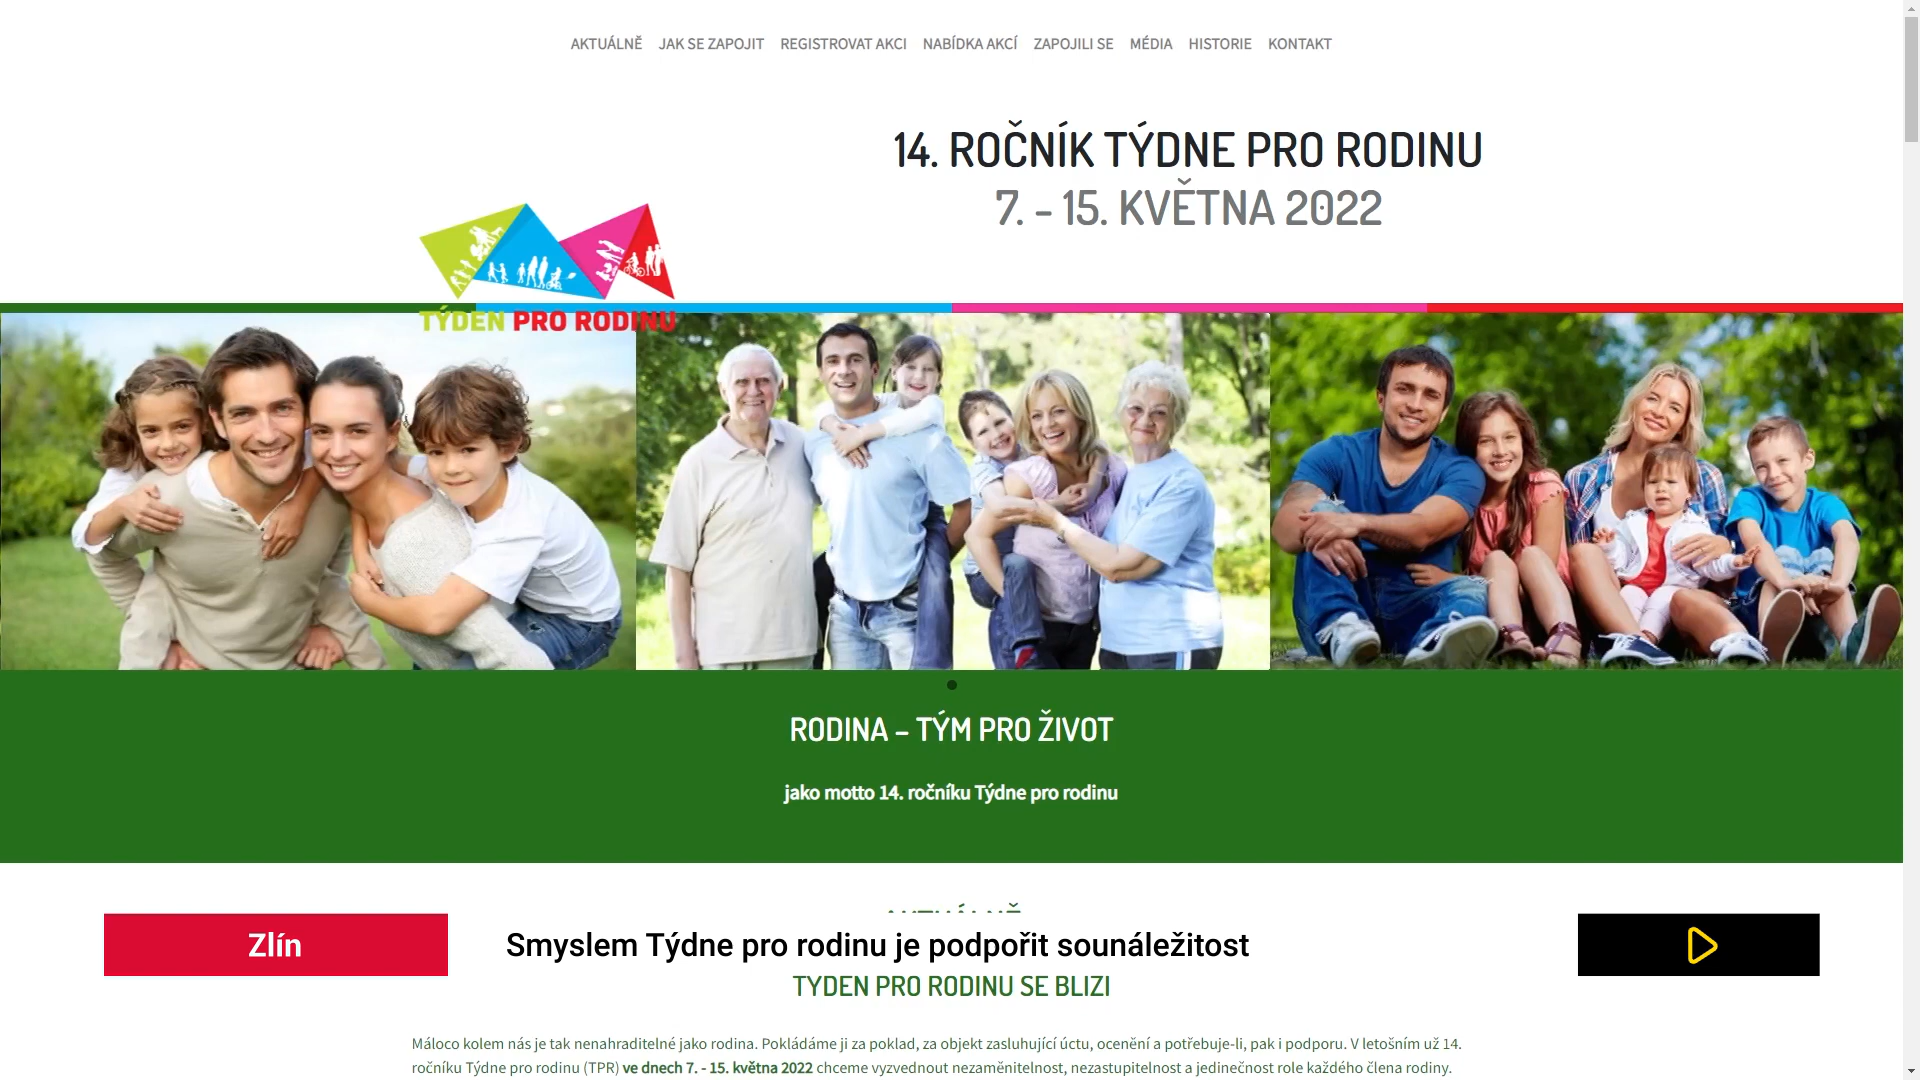 AKTUÁLNĚ JAK SE ZAPOJIT REGISTROVAT AKCI NABÍDKA AKCÍ ZAPOJILI SE MÉDIA HISTORIE KONTAKT
14. ROČNÍK TÝDNE PRO RODINU
7. - 15. KVĚTNA 2022
TÝDEN PRO RODINU
RODINA – TÝM PRO ŽIVOT
jako motto 14. ročníku Týdne pro rodinu
Zlín
Smyslem Týdne pro rodinu je podpořit sounáležitost
TYDEN PRO RODINU SE BLIZI
Máloco kolem nás je tak nenahraditelné jako rodina. Pokládáme ji za poklad, za objekt zasluhující úctu, ocenění a potřebuje-li, pak i podporu. V letošním už 14.
ročníku Týdne pro rodinu (TPR) ve dnech 7. - 15. května 2022 chceme vyzvednout nezaměnitelnost, nezastupitelnost a jedinečnost role každého člena rodiny.